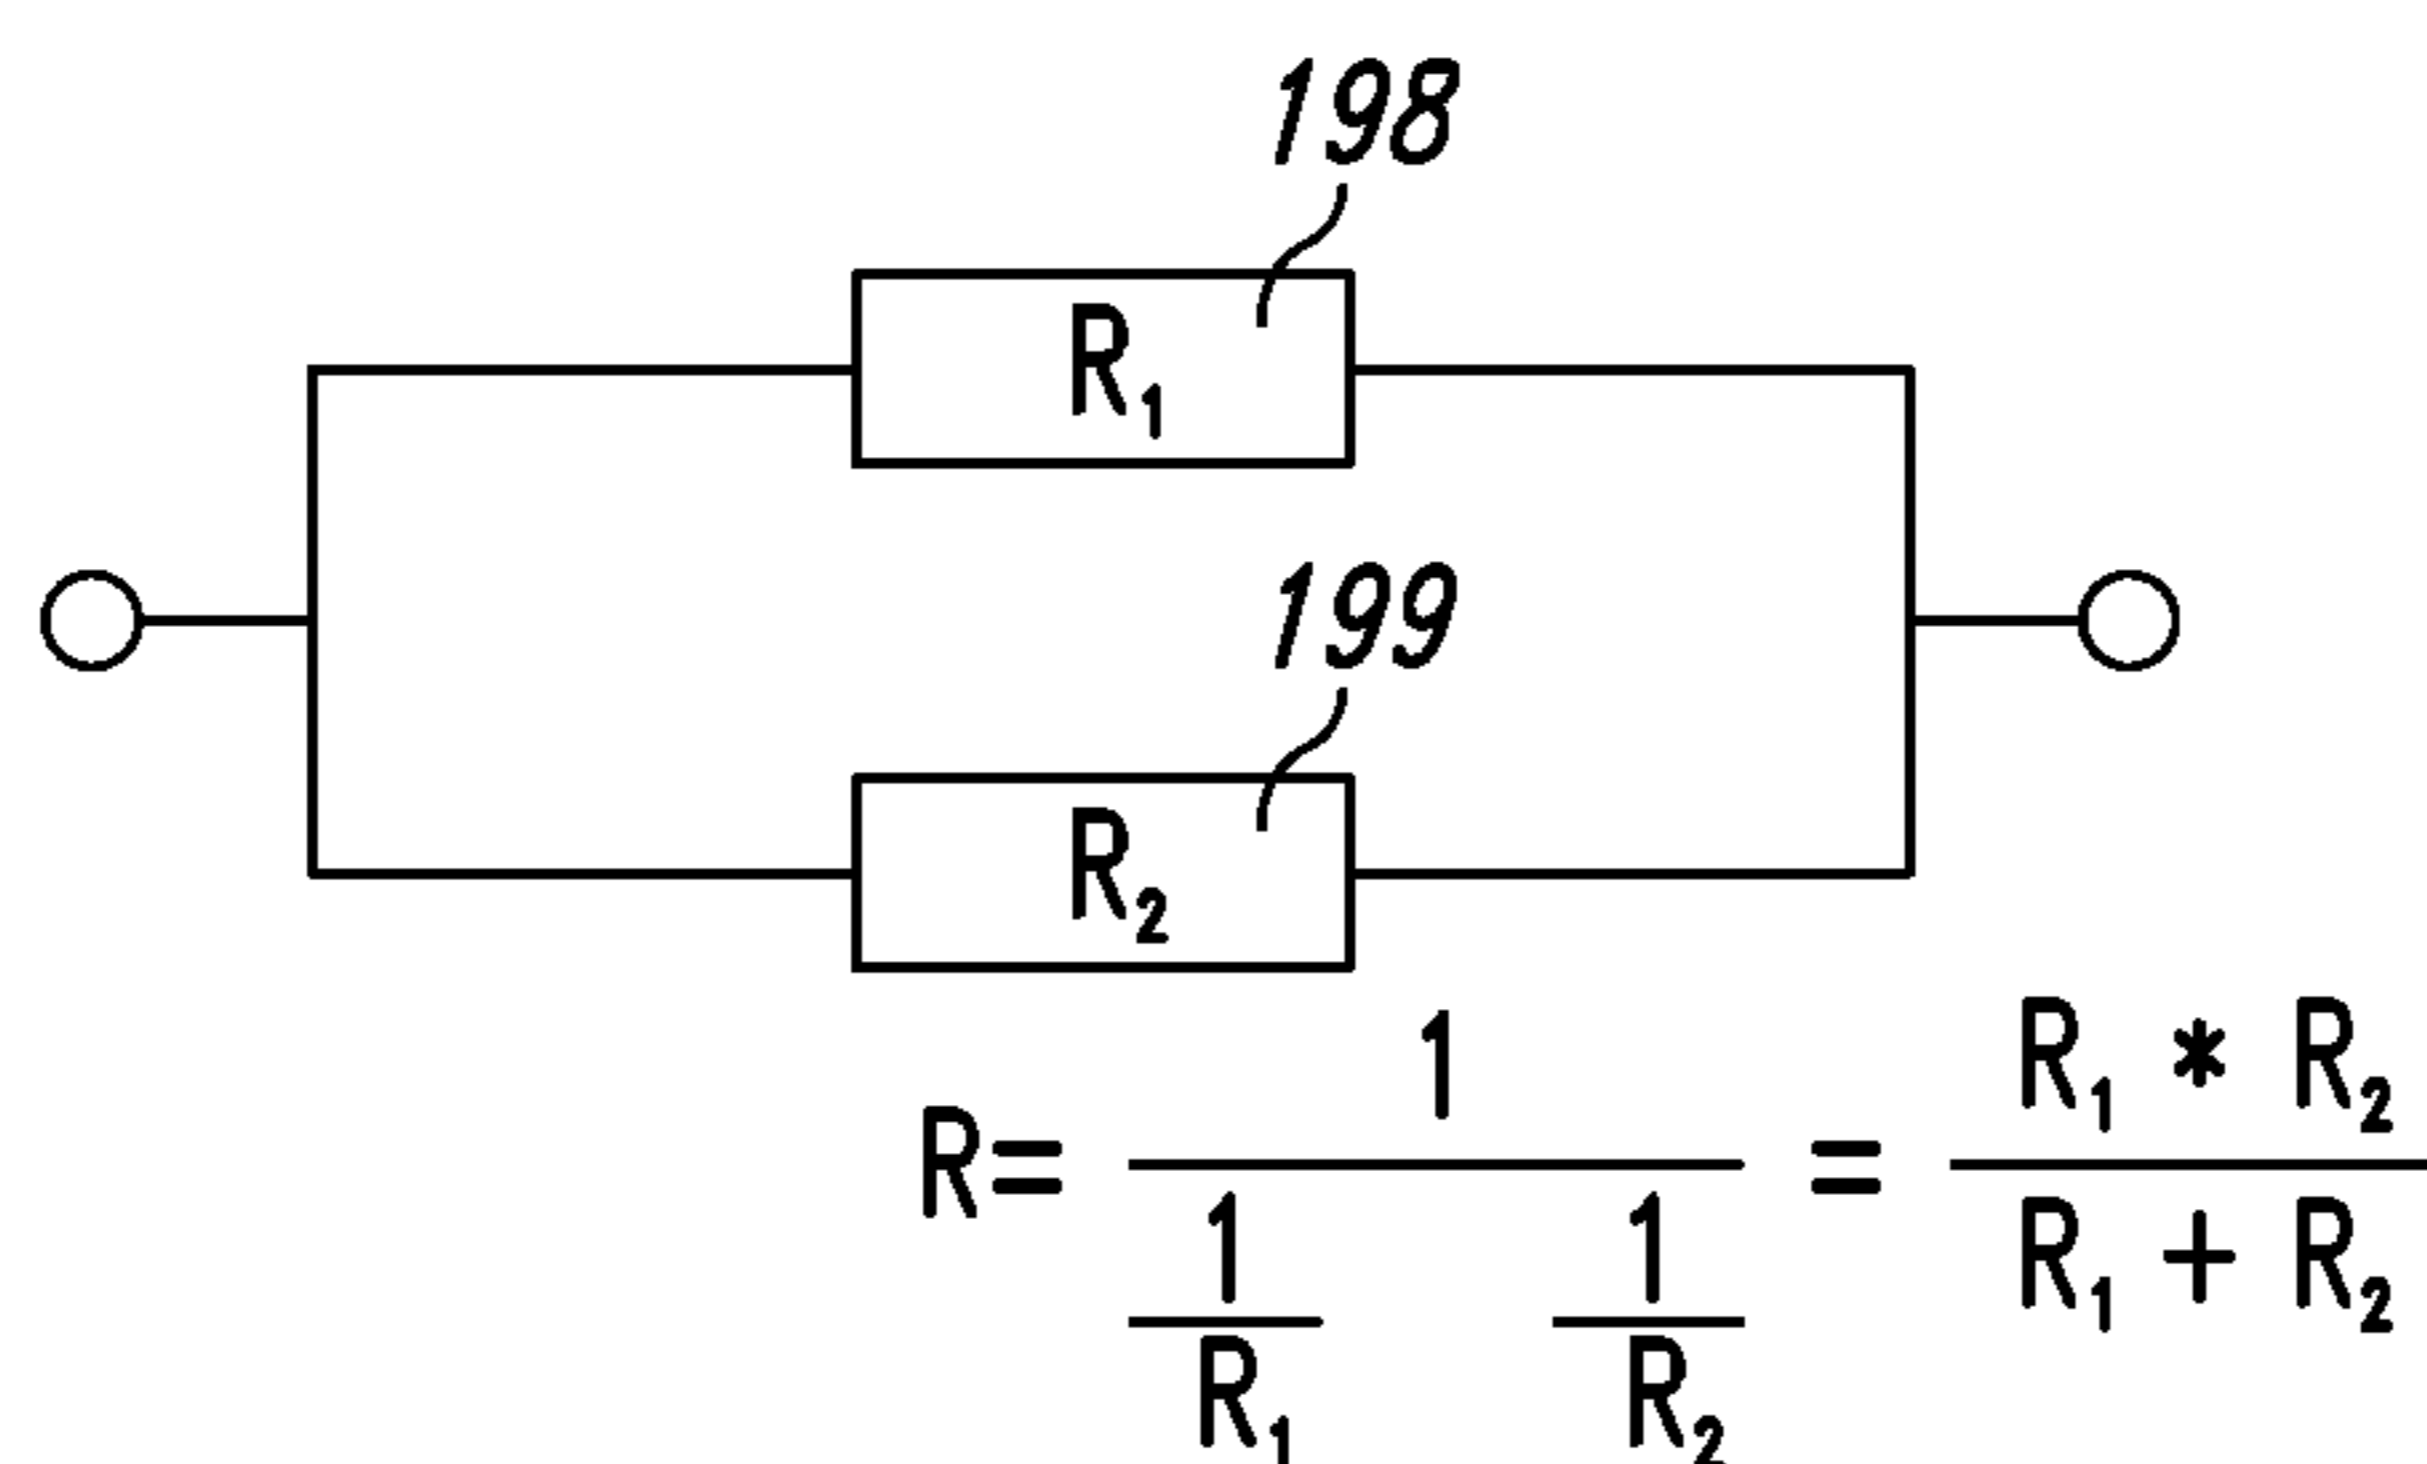 198
R₁
199
R₂
R= 1 / (1/R₁ 1/R₂) = (R₁ * R₂) / (R₁ + R₂)